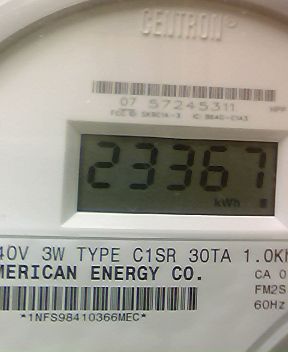 CENTRON
07 57245311
23367
kWh
40V 3W TYPE C1SR 30TA 1.0K
MERICAN ENERGY CO.
CA 0
FM2S
60Hz
*1NFS98410366MEC*